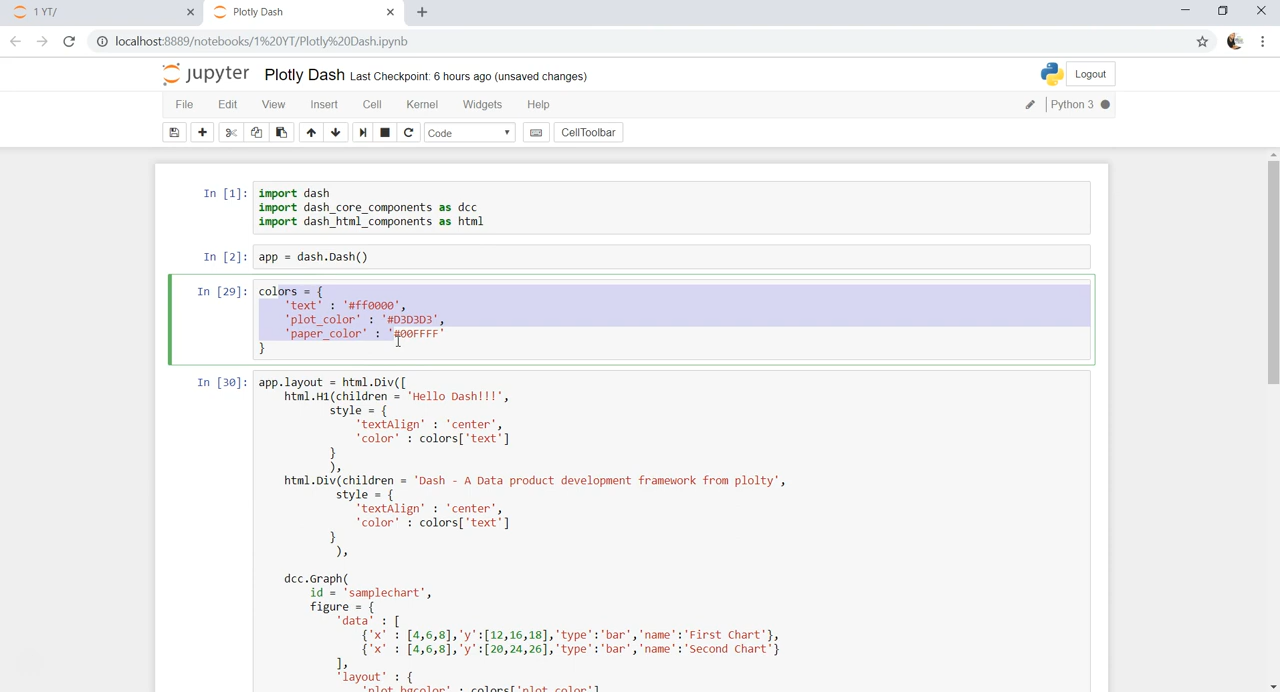 1 YT/
Plotly Dash
localhost:8889/notebooks/1%20YT/Plotly%20Dash.ipynb
jupyter Plotly Dash Last Checkpoint: 6 hours ago (unsaved changes)
Logout
File Edit View Insert Cell Kernel Widgets Help
Python 3
Code
CellToolbar
In [1]:
import dash
import dash_core_components as dcc
import dash_html_components as html
In [2]:
app = dash.Dash()
In [29]:
colors = {
'text' : '#ff0000',
'plot_color' : '#D3D3D3',
'paper_color' : '#00FFFF'
}
In [30]:
app.layout = html.Div([
html.H1(children = 'Hello Dash!!!',
style = {
'textAlign' : 'center',
'color' : colors['text']
}
),
html.Div(children = 'Dash - A Data product development framework from plolty',
style = {
'textAlign' : 'center',
'color' : colors['text']
}
),
dcc.Graph(
id = 'samplechart',
figure = {
'data' : [
{'x' : [4,6,8],'y':[12,16,18],'type':'bar','name':'First Chart'},
{'x' : [4,6,8],'y':[20,24,26],'type':'bar','name':'Second Chart'}
],
'layout' : {
'plot_bgcolor' : colors['plot_color'],